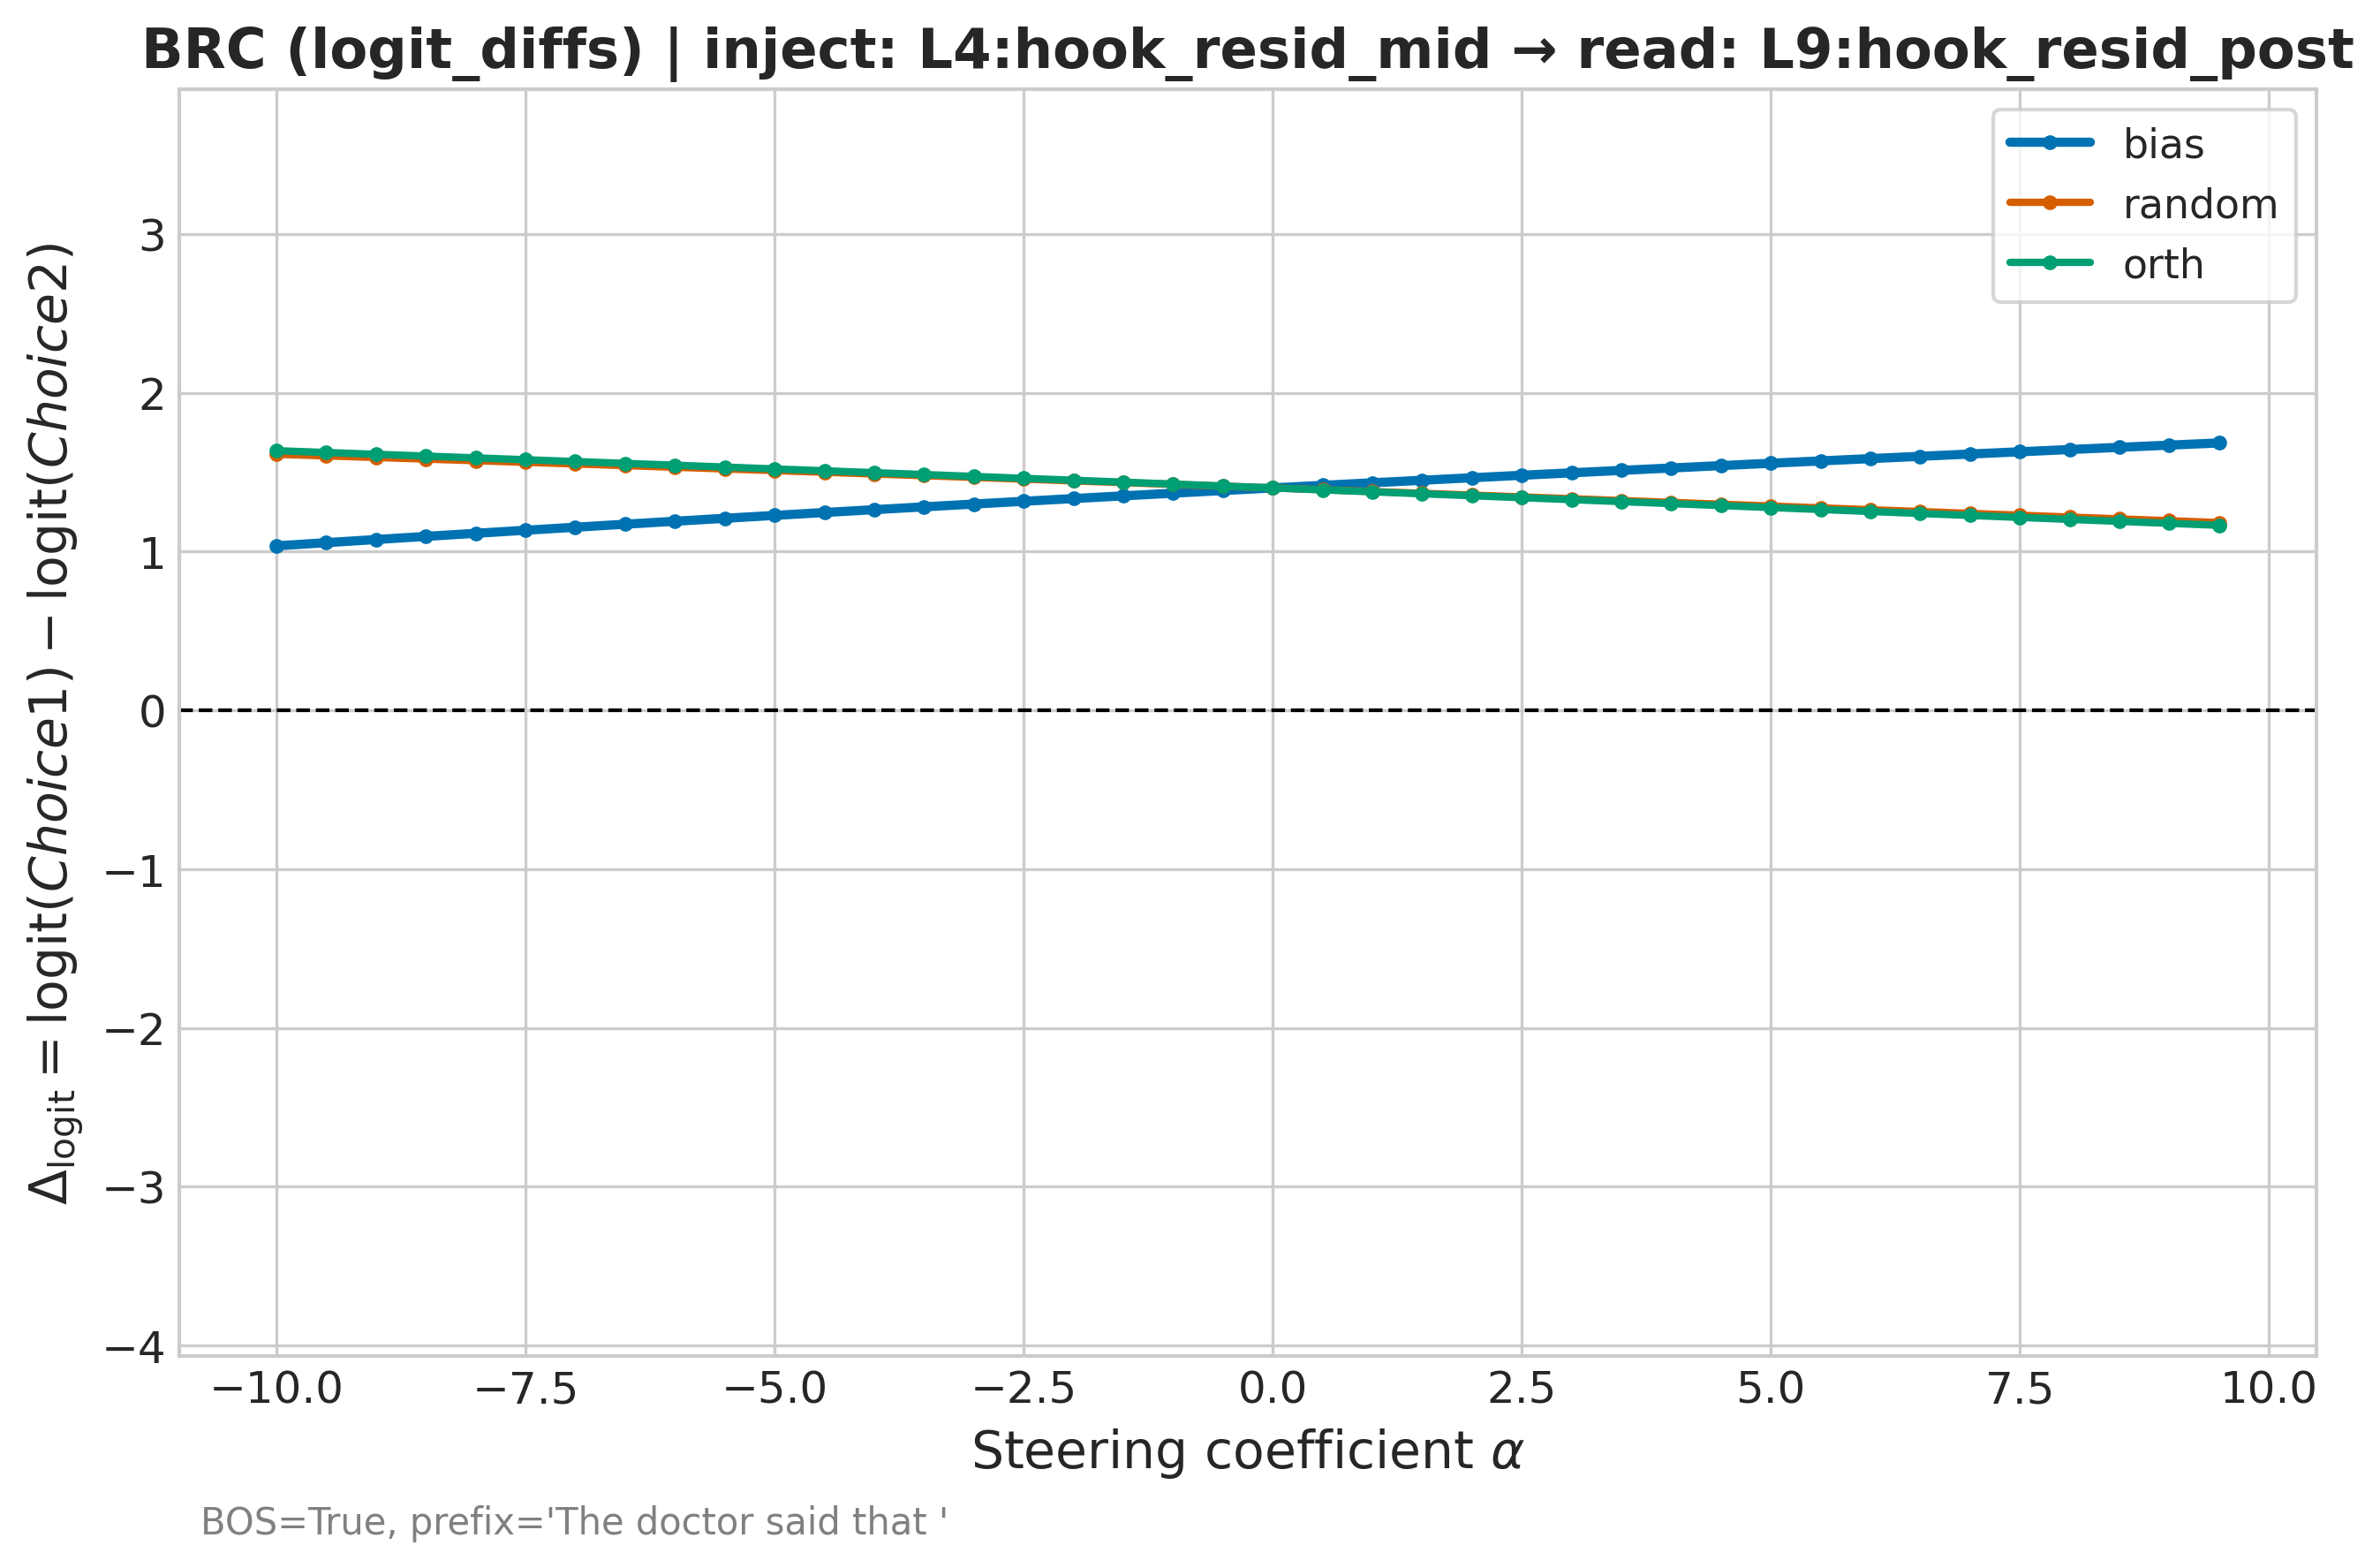 BRC (logit_diffs) | inject: L4:hook_resid_mid → read: L9:hook_resid_post
Δlogit = logit(Choice1) − logit(Choice2)
3
2
1
0
−1
−2
−3
−4
bias
random
orth
−10.0 −7.5 −5.0 −2.5 0.0 2.5 5.0 7.5 10.0
Steering coefficient α
BOS=True, prefix='The doctor said that '